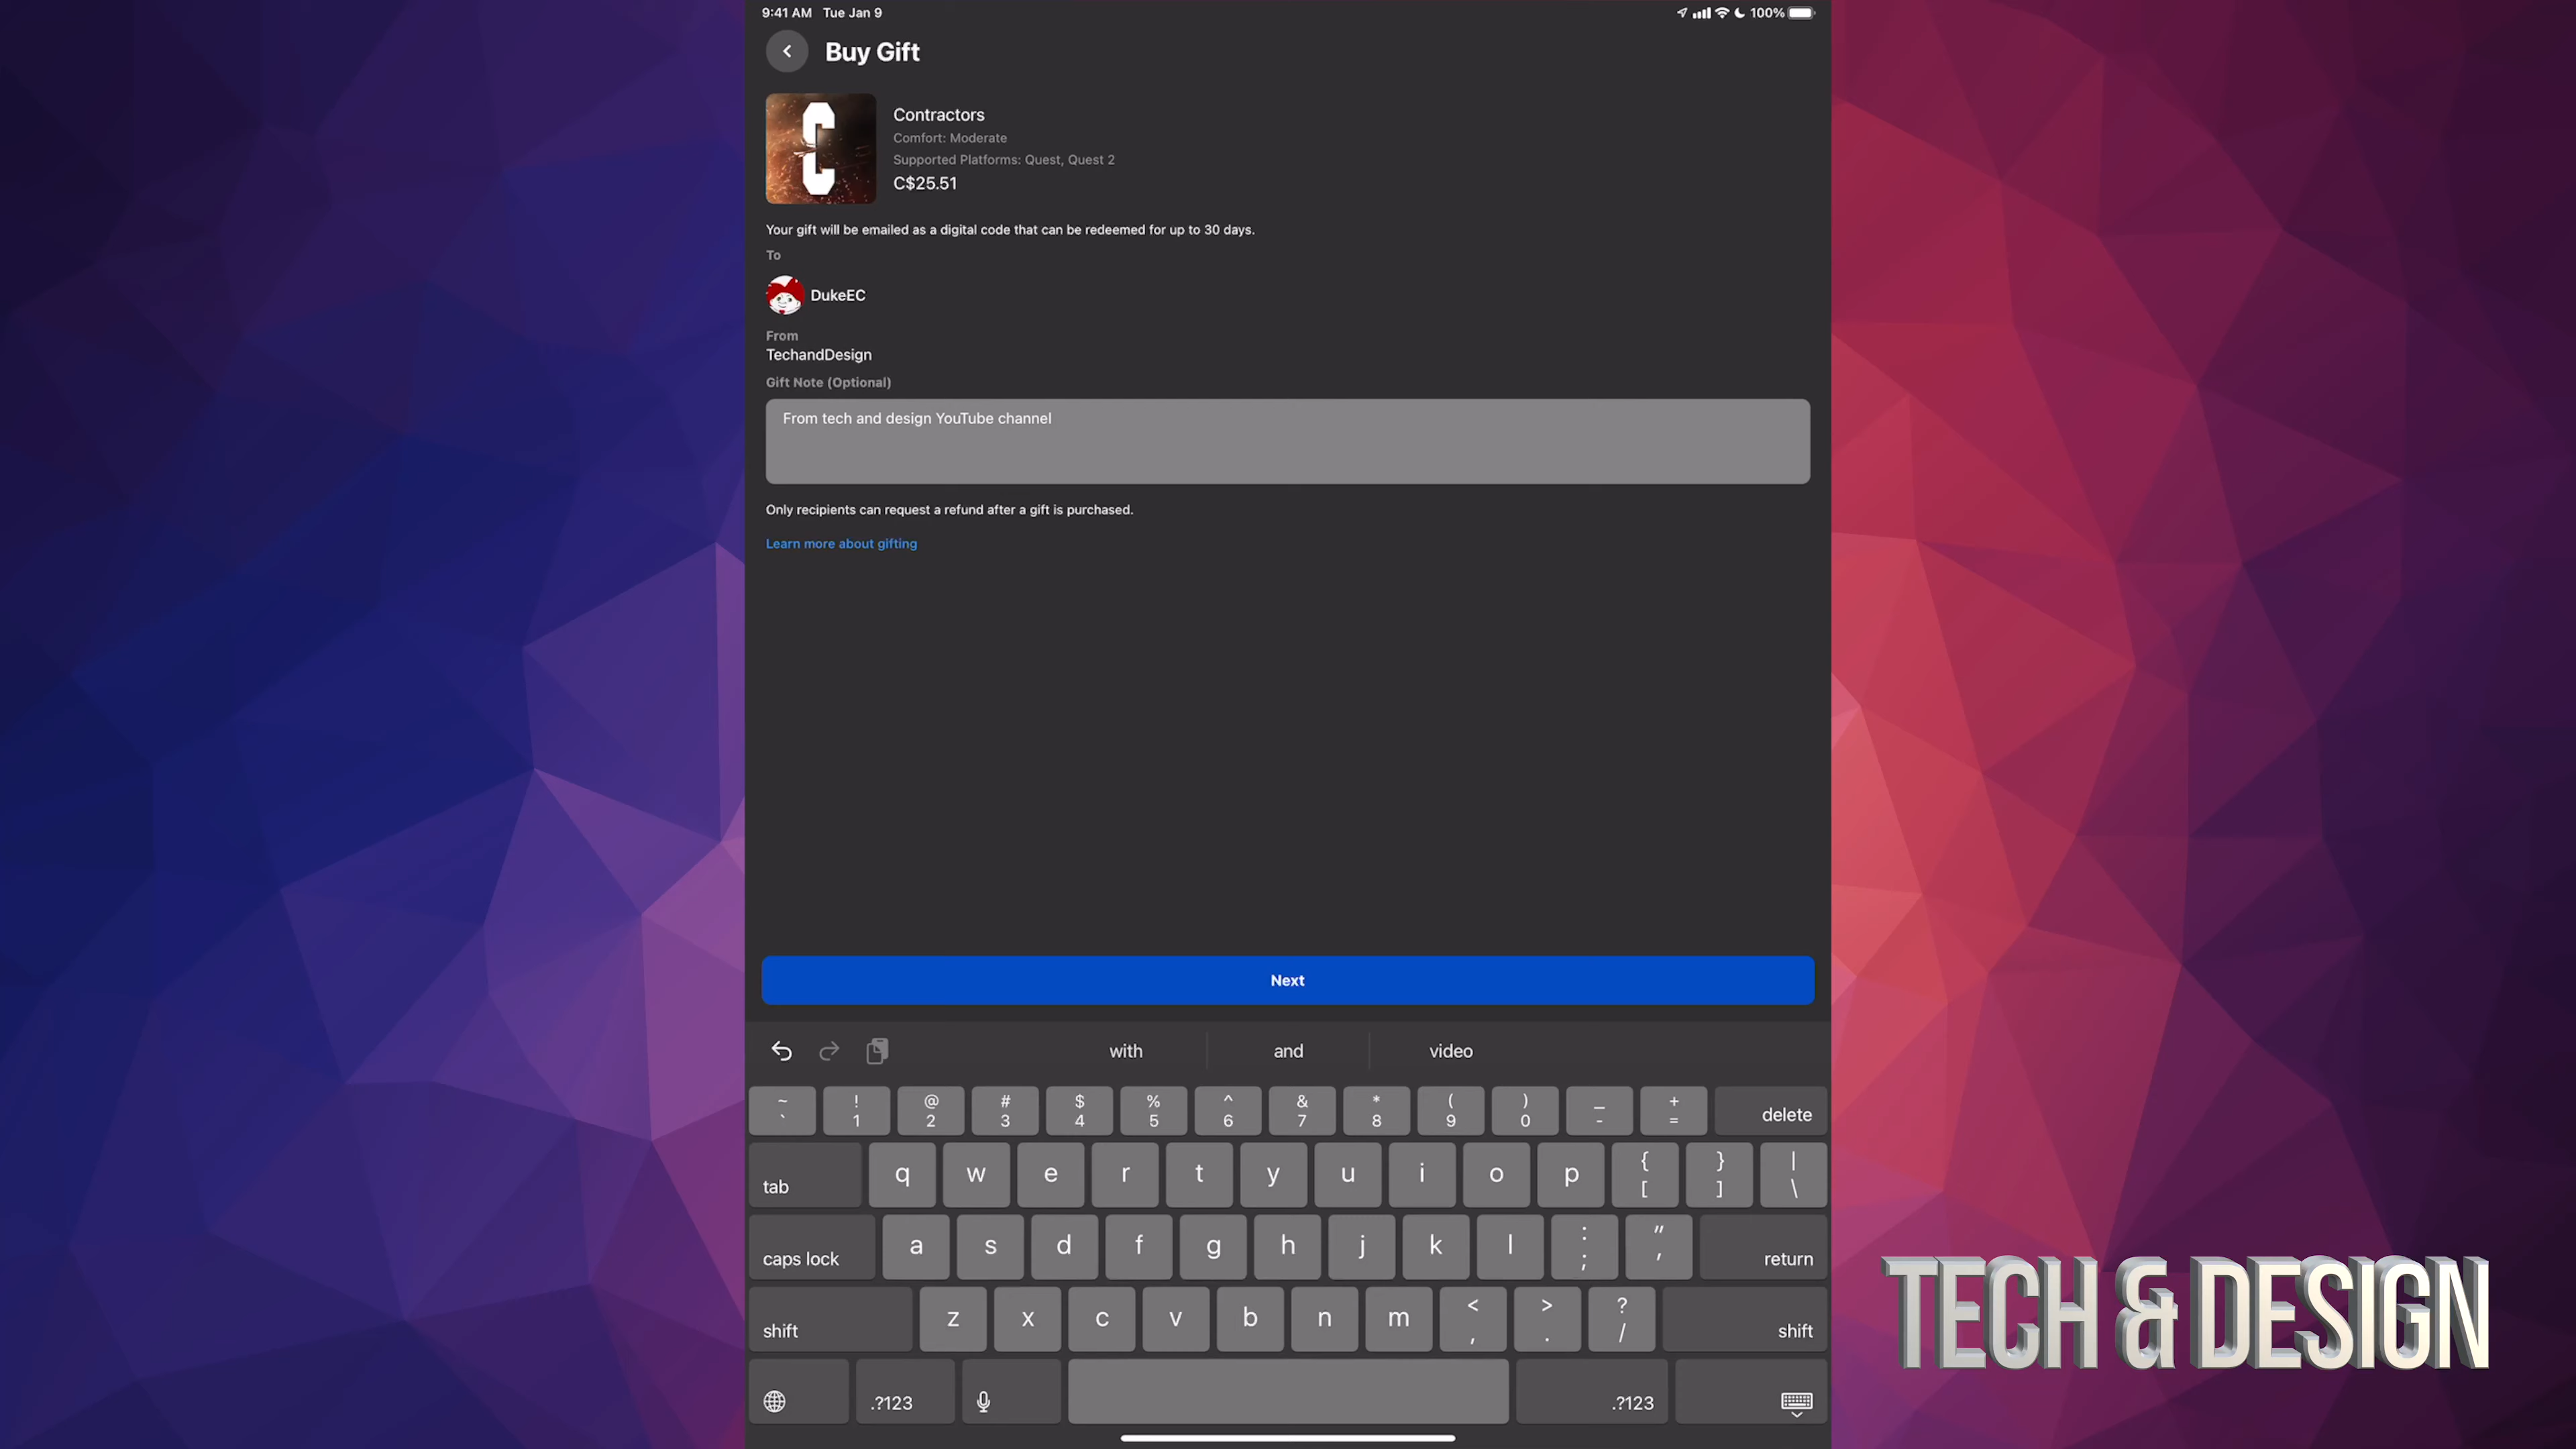 9:41 AM Tue Jan 9 100%
Buy Gift
C
Contractors
Comfort: Moderate
Supported Platforms: Quest, Quest 2
C$25.51
Your gift will be emailed as a digital code that can be redeemed for up to 30 days.
To
DukeEC
From
TechandDesign
Gift Note (Optional)
From tech and design YouTube channel
Only recipients can request a refund after a gift is purchased.
Learn more about gifting
Next
with and video
~ ! @ # $ % ^ & * ( ) _ +
` 1 2 3 4 5 6 7 8 9 0 - = delete
tab q w e r t y u i o p { [ } ] | \
caps lock a s d f g h j k l : ; " ' return
shift z x c v b n m < , > . ? / shift
.?123 .?123
TECH & DESIGN